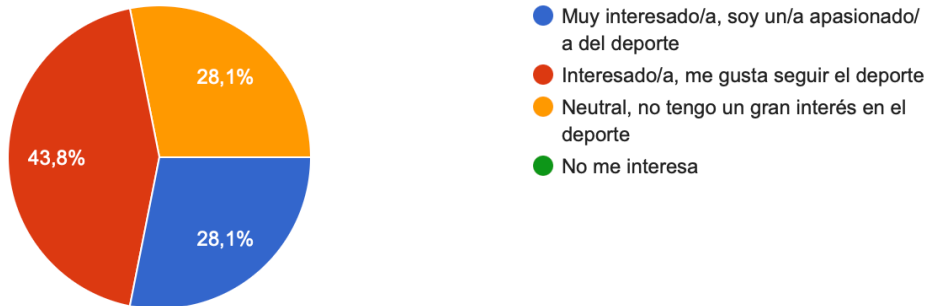 28,1%
43,8%
28,1%
Muy interesado/a, soy un/a apasionado/
a del deporte
Interesado/a, me gusta seguir el deporte
Neutral, no tengo un gran interés en el
deporte
No me interesa